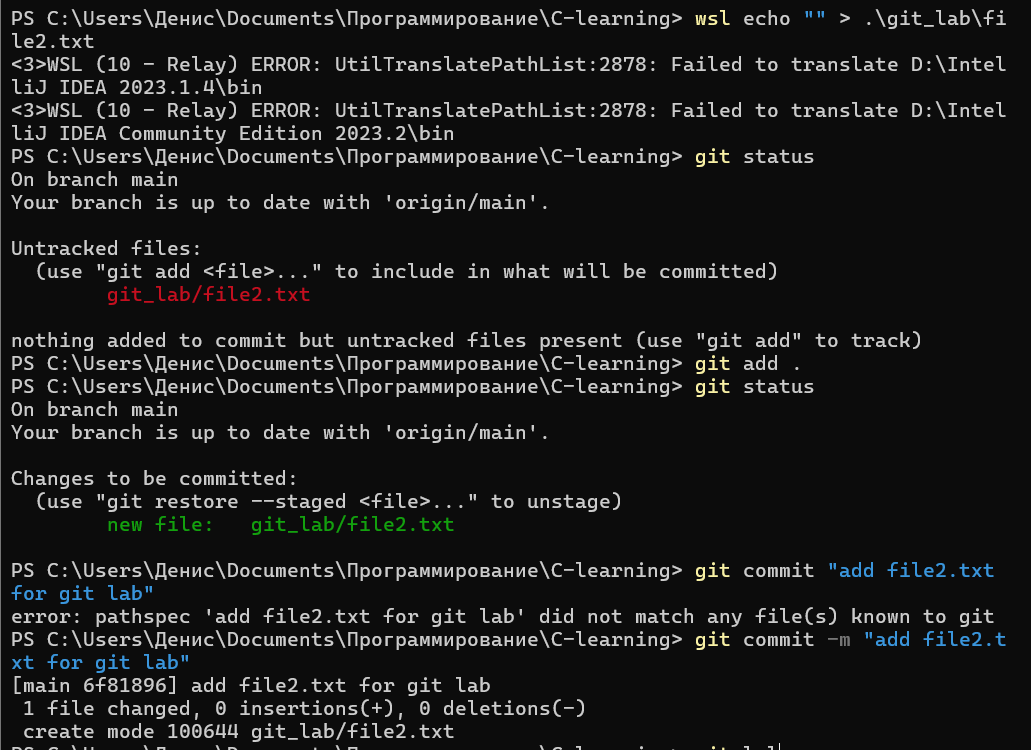 PS C:\Users\Денис\Documents\Программирование\C-learning> wsl echo "" > .\git_lab\fi
le2.txt
<3>WSL (10 - Relay) ERROR: UtilTranslatePathList:2878: Failed to translate D:\Intel
liJ IDEA 2023.1.4\bin
<3>WSL (10 - Relay) ERROR: UtilTranslatePathList:2878: Failed to translate D:\Intel
liJ IDEA Community Edition 2023.2\bin
PS C:\Users\Денис\Documents\Программирование\C-learning> git status
On branch main
Your branch is up to date with 'origin/main'.

Untracked files:
  (use "git add <file>..." to include in what will be committed)
        git_lab/file2.txt

nothing added to commit but untracked files present (use "git add" to track)
PS C:\Users\Денис\Documents\Программирование\C-learning> git add .
PS C:\Users\Денис\Documents\Программирование\C-learning> git status
On branch main
Your branch is up to date with 'origin/main'.

Changes to be committed:
  (use "git restore --staged <file>..." to unstage)
        new file:   git_lab/file2.txt

PS C:\Users\Денис\Documents\Программирование\C-learning> git commit "add file2.txt
for git lab"
error: pathspec 'add file2.txt for git lab' did not match any file(s) known to git
PS C:\Users\Денис\Documents\Программирование\C-learning> git commit -m "add file2.t
xt for git lab"
[main 6f81896] add file2.txt for git lab
 1 file changed, 0 insertions(+), 0 deletions(-)
 create mode 100644 git_lab/file2.txt